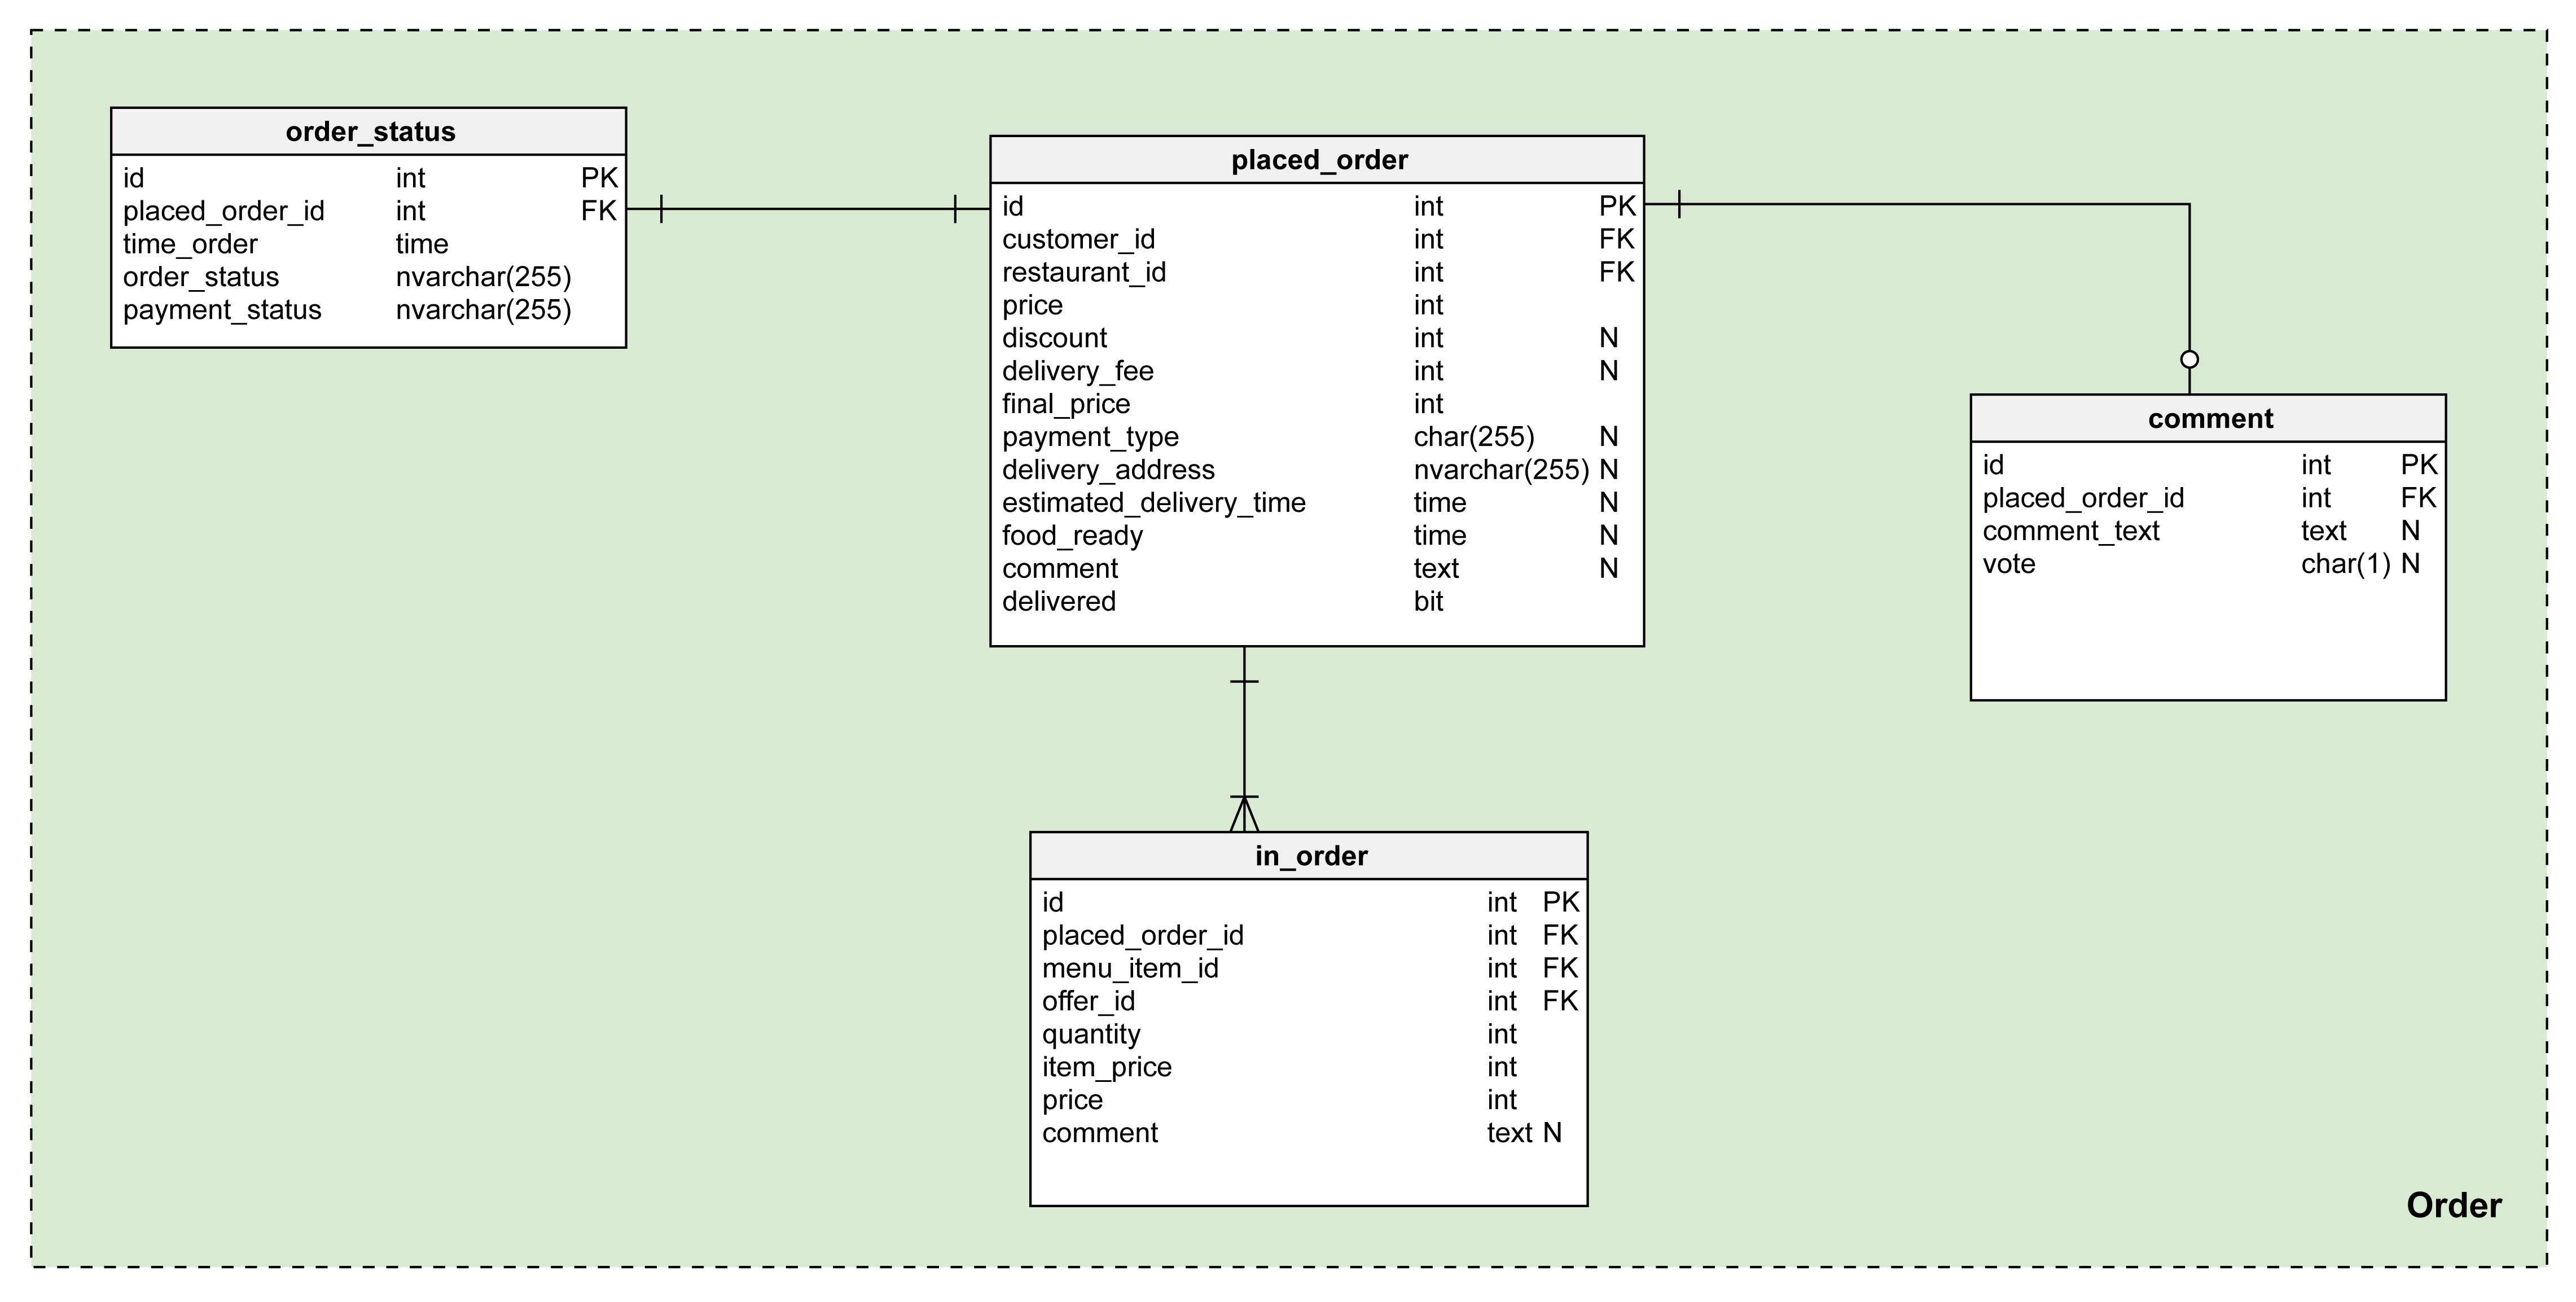 order_status
id int PK
placed_order_id int FK
time_order time
order_status nvarchar(255)
payment_status nvarchar(255)
placed_order
id int PK
customer_id int FK
restaurant_id int FK
price int
discount int N
delivery_fee int N
final_price int
payment_type char(255) N
delivery_address nvarchar(255) N
estimated_delivery_time time N
food_ready time N
comment text N
delivered bit
comment
id int PK
placed_order_id int FK
comment_text text N
vote char(1) N
in_order
id int PK
placed_order_id int FK
menu_item_id int FK
offer_id int FK
quantity int
item_price int
price int
comment text N
Order